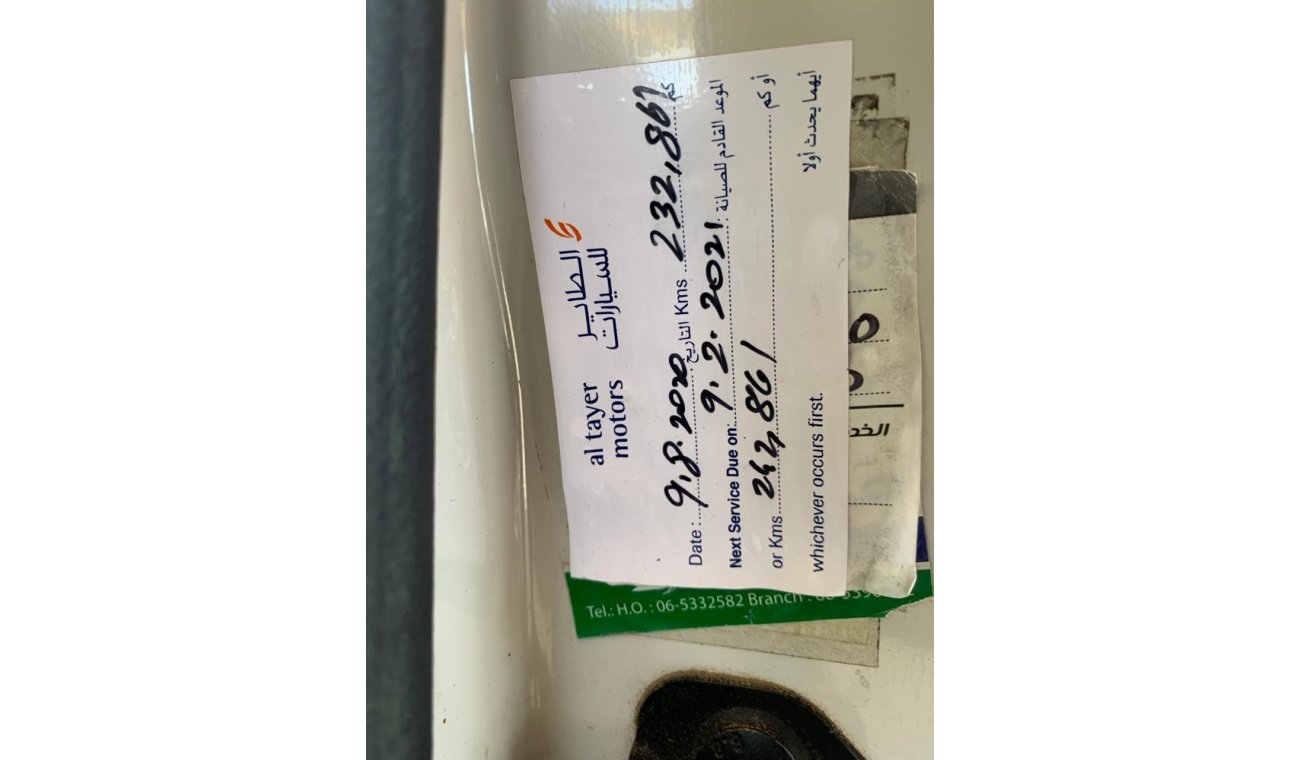 al tayer motors
الطاير للسيارات
Date : 9.8.2020 التاريخ Kms 232,861 كم
Next Service Due on: 9.2.2021 الموعد القادم للصيانة:
or Kms 242,861 أو كم
whichever occurs first. أيهما يحدث أولا
الخد
Tel.: H.O. : 06-5332582 Branch :